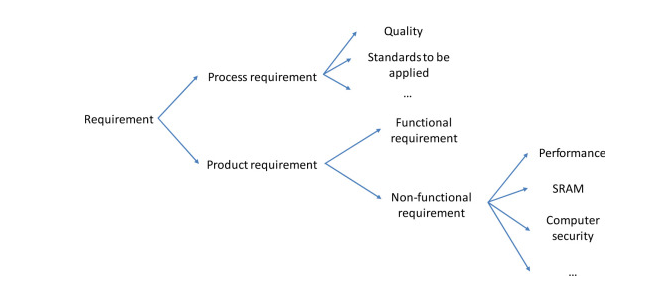 Quality
Standards to be
applied
Process requirement
...
Requirement
Functional
requirement
Product requirement
Performance
SRAM
Non-functional
requirement
Computer
security
...